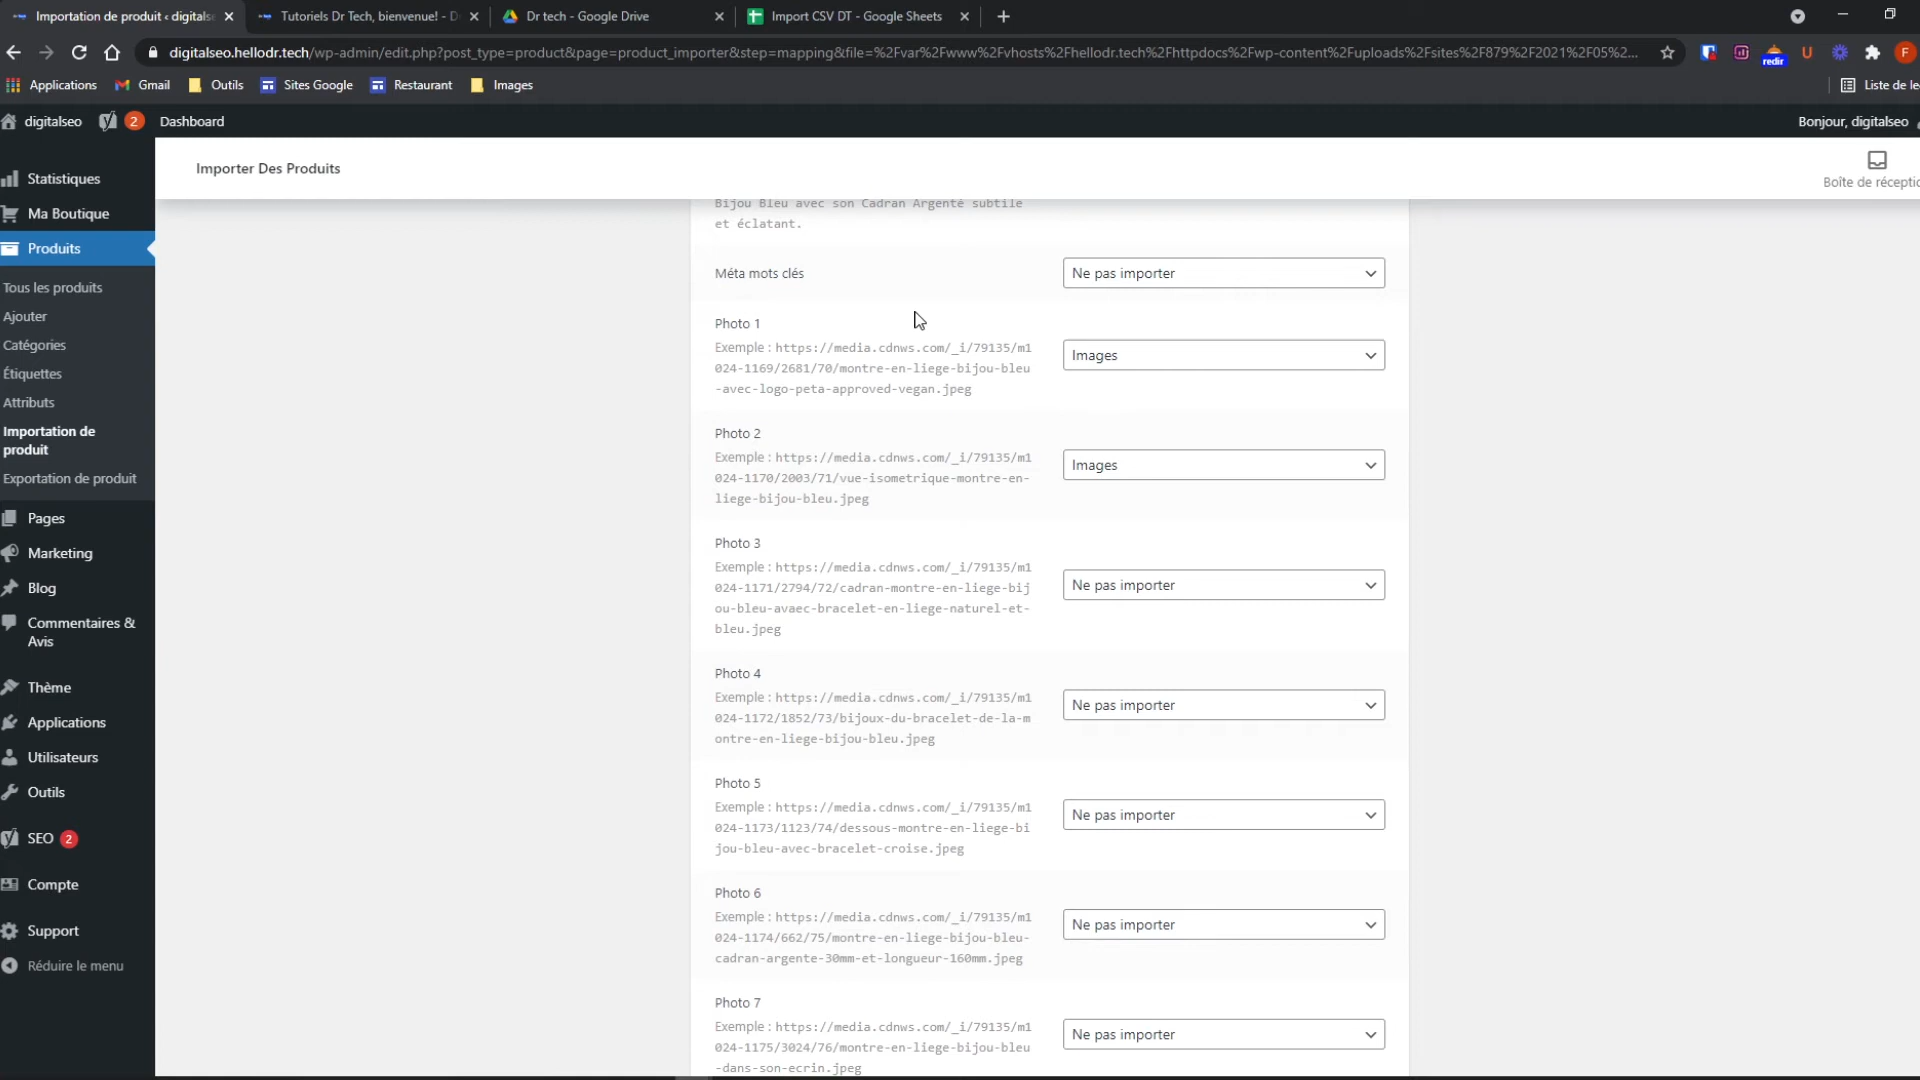 Importation de produit ‹ digitals
Tutoriels Dr Tech, bienvenue! - D
Dr tech - Google Drive
Import CSV DT - Google Sheets
digitalseo.hellodr.tech/wp-admin/edit.php?post_type=product&page=product_importer&step=mapping&file=%2Fvar%2Fwww%2Fvhosts%2Fhellodr.tech%2Fhttpdocs%2Fwp-content%2Fuploads%2Fsites%2F879%2F2021%2F05%2...
redir
U
F
Applications
Gmail
Outils
Sites Google
Restaurant
Images
Liste de le
digitalseo
2
Dashboard
Bonjour, digitalseo
Importer Des Produits
Boîte de réceptio
Statistiques
Ma Boutique
Produits
Tous les produits
Ajouter
Catégories
Étiquettes
Attributs
Importation de
produit
Exportation de produit
Pages
Marketing
Blog
Commentaires &
Avis
Thème
Applications
Utilisateurs
Outils
SEO 2
Compte
Support
Réduire le menu
Bijou Bleu avec son Cadran Argenté subtile
et éclatant.
Méta mots clés
Ne pas importer
Photo 1
Exemple : https://media.cdnws.com/_i/79135/m1
024-1169/2681/70/montre-en-liege-bijou-bleu
-avec-logo-peta-approved-vegan.jpeg
Images
Photo 2
Exemple : https://media.cdnws.com/_i/79135/m1
024-1170/2003/71/vue-isometrique-montre-en-
liege-bijou-bleu.jpeg
Images
Photo 3
Exemple : https://media.cdnws.com/_i/79135/m1
024-1171/2794/72/cadran-montre-en-liege-bij
ou-bleu-avaec-bracelet-en-liege-naturel-et-
bleu.jpeg
Ne pas importer
Photo 4
Exemple : https://media.cdnws.com/_i/79135/m1
024-1172/1852/73/bijoux-du-bracelet-de-la-m
ontre-en-liege-bijou-bleu.jpeg
Ne pas importer
Photo 5
Exemple : https://media.cdnws.com/_i/79135/m1
024-1173/1123/74/dessous-montre-en-liege-bi
jou-bleu-avec-bracelet-croise.jpeg
Ne pas importer
Photo 6
Exemple : https://media.cdnws.com/_i/79135/m1
024-1174/662/75/montre-en-liege-bijou-bleu-
cadran-argente-30mm-et-longueur-160mm.jpeg
Ne pas importer
Photo 7
Exemple : https://media.cdnws.com/_i/79135/m1
024-1175/3024/76/montre-en-liege-bijou-bleu
-dans-son-ecrin.jpeg
Ne pas importer